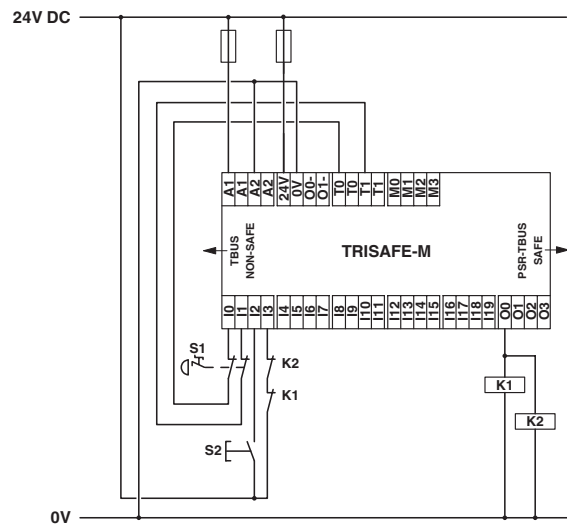 24V DC
A1 A1 A2 A2 24V 0V O0- O1- T0 T0 T1 T1 M0 M1 M2 M3
TBUS
NON-SAFE
TRISAFE-M
PSR-TBUS
SAFE
I0 I1 I2 I3 I4 I5 I6 I7 I8 I9 I10 I11 I12 I13 I14 I15 I16 I17 I18 I19 O0 O1 O2 O3
S1
K2
K1
K1
K2
S2
0V